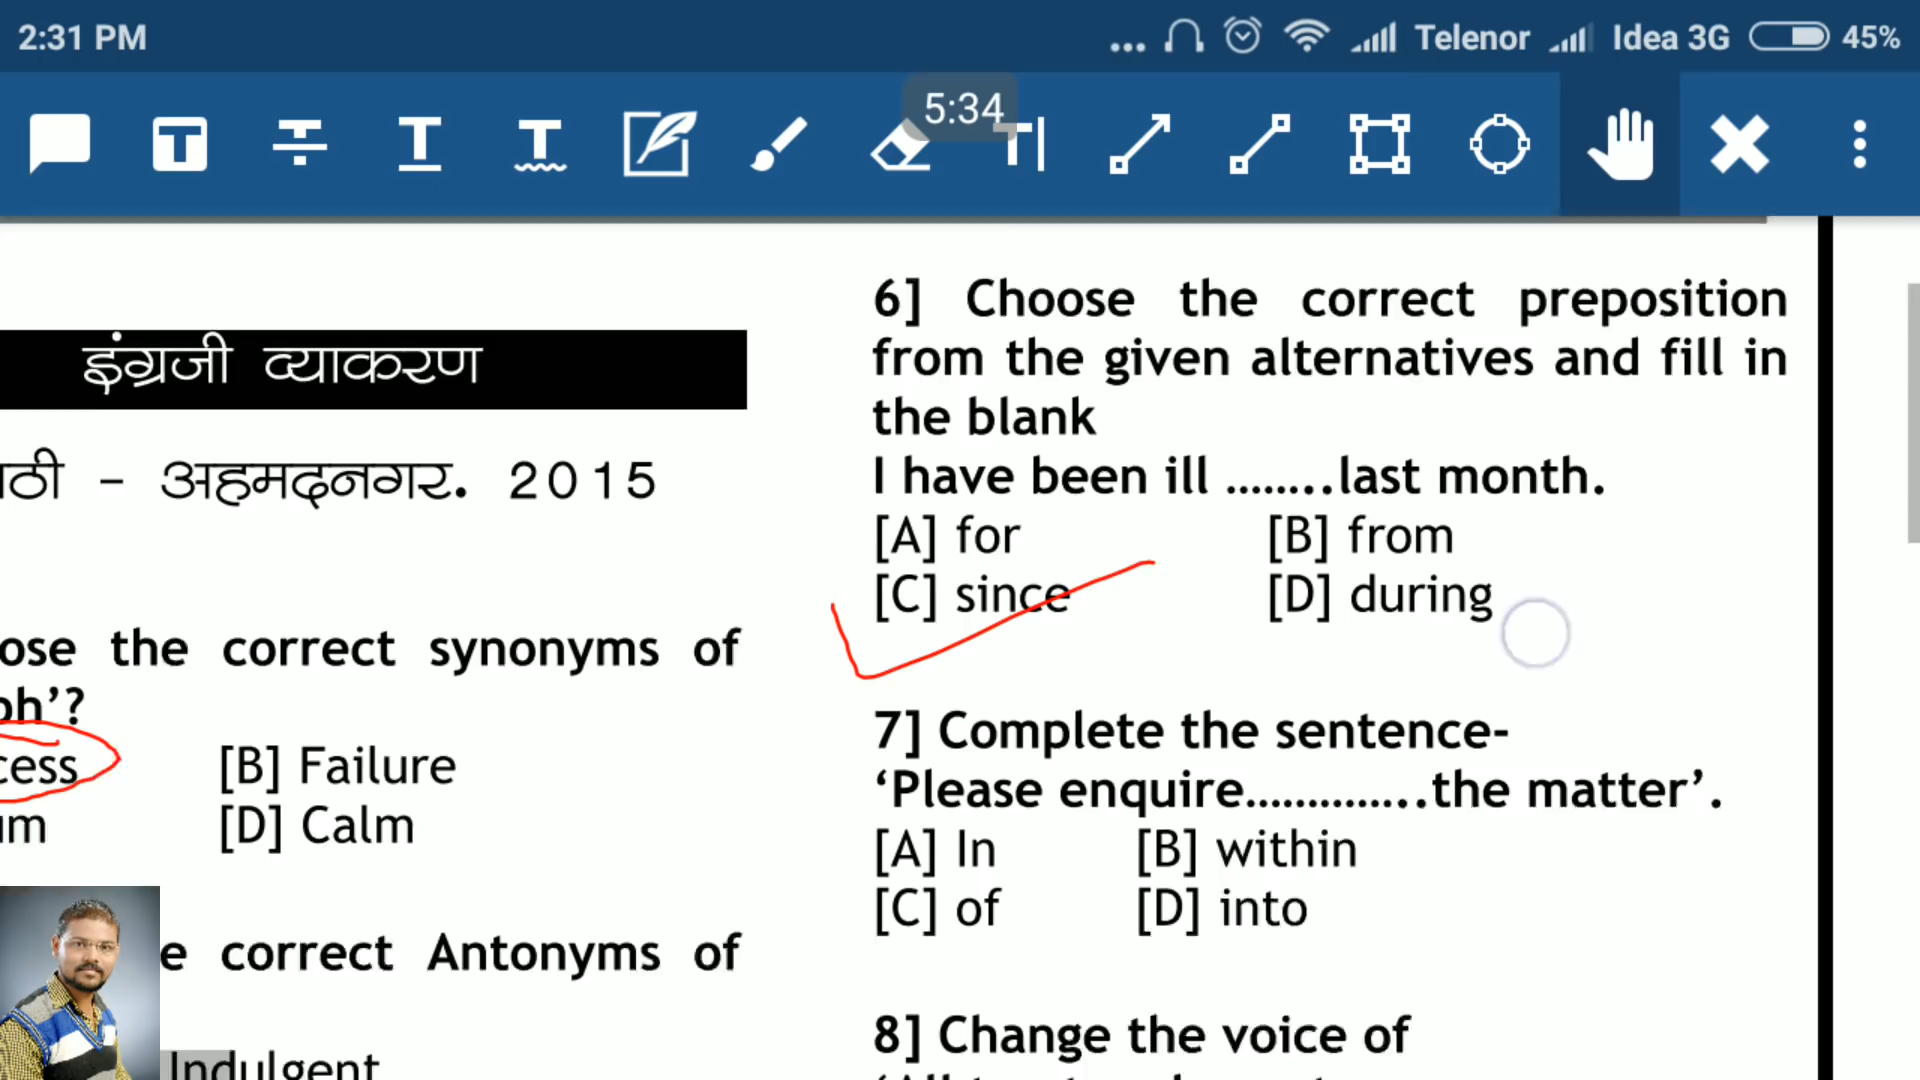 2:31 PM
... Telenor Idea 3G 45%
5:34
इंग्रजी व्याकरण
- अहमदनगर. 2015
the correct synonyms of
[B] Failure
[D] Calm
correct Antonyms of
Indulgent
6] Choose the correct preposition
from the given alternatives and fill in
the blank
I have been ill ……..last month.
[A] for [B] from
[C] since [D] during
7] Complete the sentence-
‘Please enquire…………..the matter’.
[A] In [B] within
[C] of [D] into
8] Change the voice of